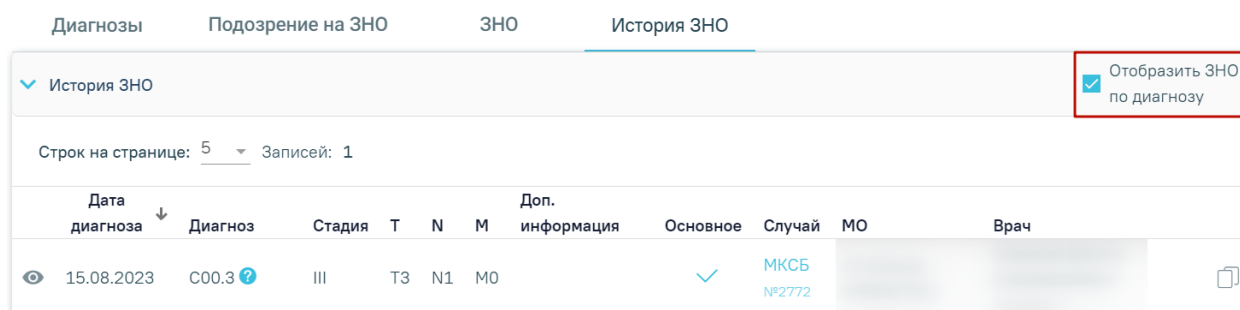 Диагнозы Подозрение на ЗНО ЗНО История ЗНО
История ЗНО
Отобразить ЗНО
по диагнозу
Строк на странице: 5 Записей: 1
Дата
диагноза Диагноз Стадия T N M Доп.
информация Основное Случай МО Врач
15.08.2023 C00.3 ? III T3 N1 M0 МКСБ
№2772